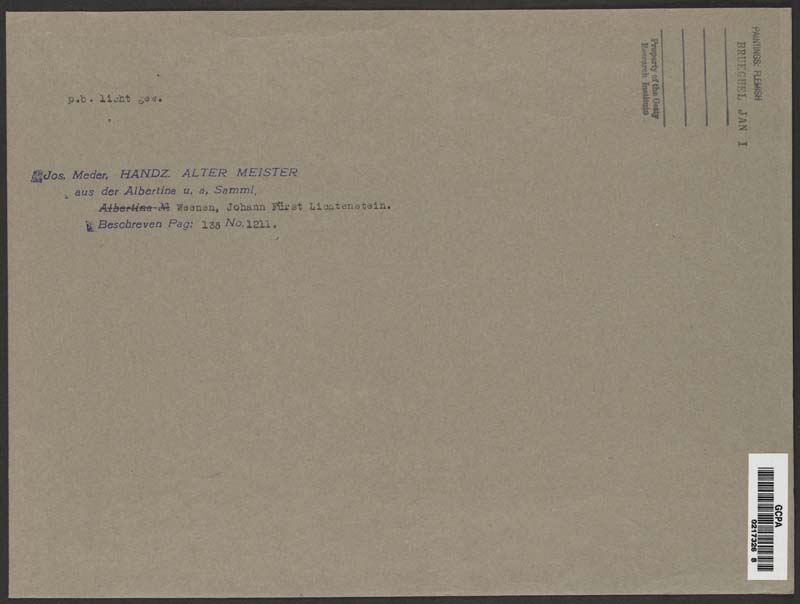 p.b. licht gew.
Jos. Meder, HANDZ. ALTER MEISTER
aus der Albertina u. a. Samml.
Albertina N Weenen, Johann Fürst Lichtenstein.
Beschreven Pag: 135 No. 1211.
PAINTINGS: FLEMISH
BRUEGHEL JAN I
Property of the Getty
Research Institute
GCPA
0217326 8